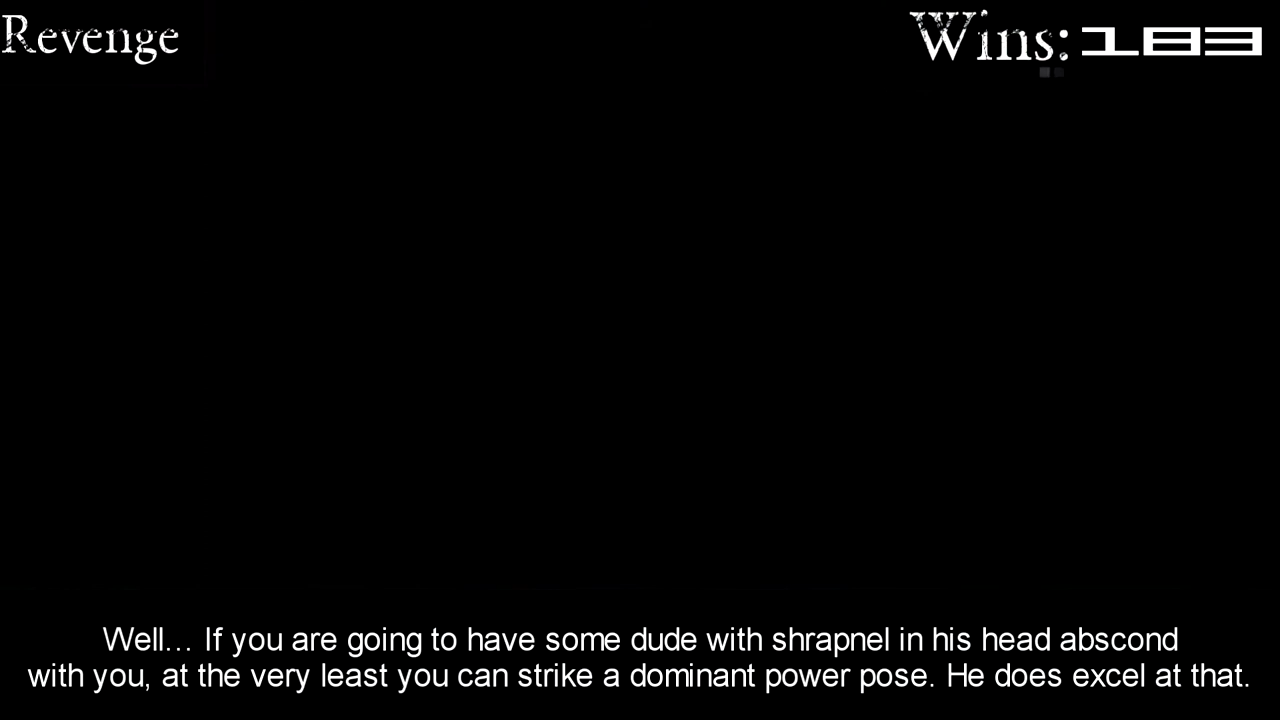 Revenge
Wins: 183
Well… If you are going to have some dude with shrapnel in his head abscond
with you, at the very least you can strike a dominant power pose. He does excel at that.